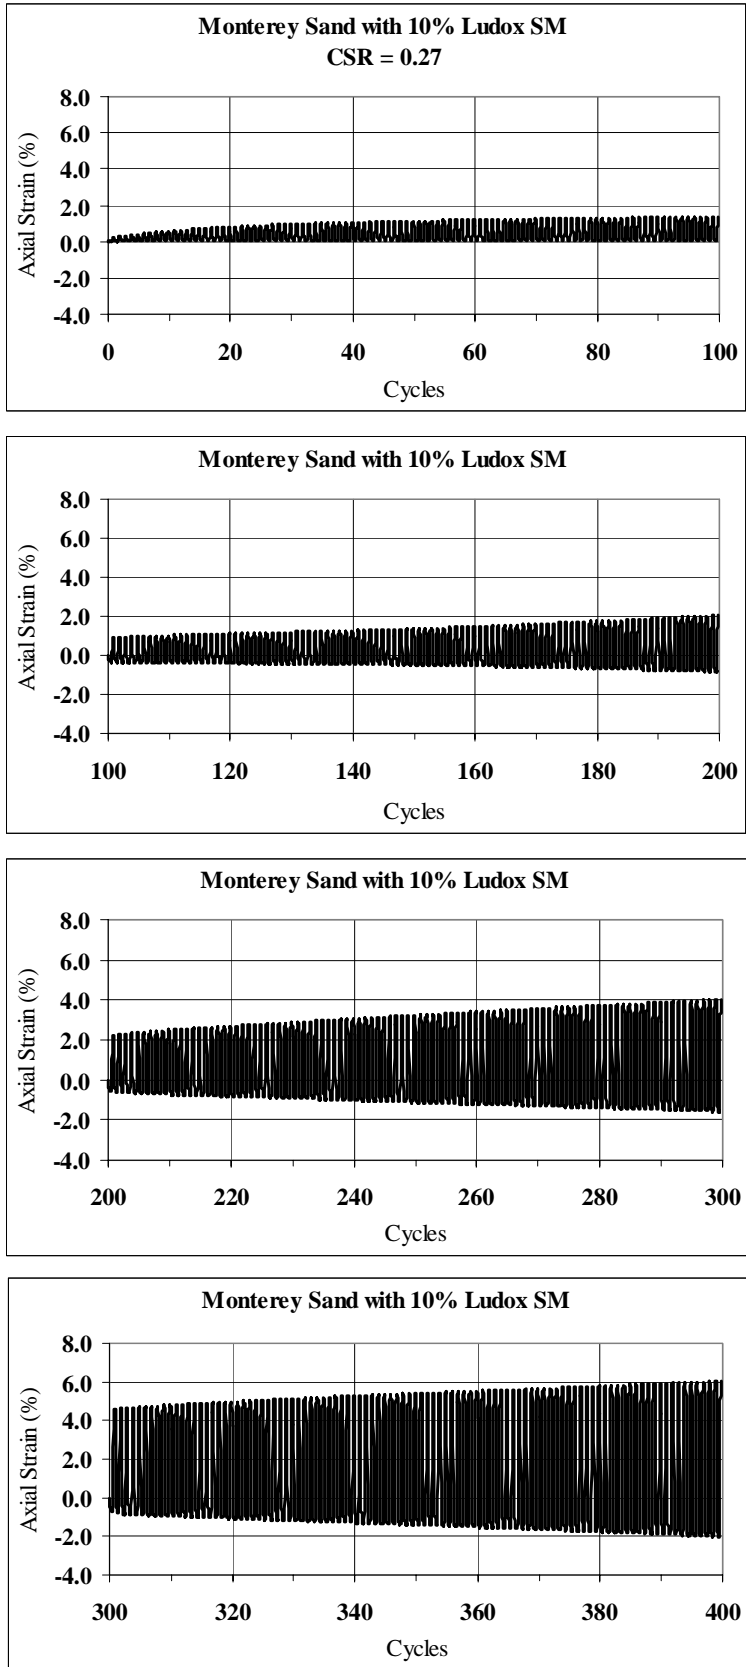 Monterey Sand with 10% Ludox SM
CSR = 0.27
Axial Strain (%)
8.0
6.0
4.0
2.0
0.0
-2.0
-4.0
0 20 40 60 80 100
Cycles
Monterey Sand with 10% Ludox SM
Axial Strain (%)
8.0
6.0
4.0
2.0
0.0
-2.0
-4.0
100 120 140 160 180 200
Cycles
Monterey Sand with 10% Ludox SM
Axial Strain (%)
8.0
6.0
4.0
2.0
0.0
-2.0
-4.0
200 220 240 260 280 300
Cycles
Monterey Sand with 10% Ludox SM
Axial Strain (%)
8.0
6.0
4.0
2.0
0.0
-2.0
-4.0
300 320 340 360 380 400
Cycles